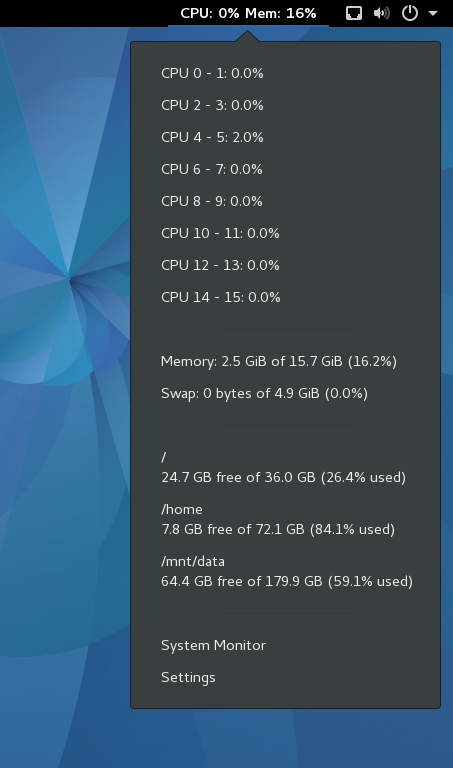 CPU: 0% Mem: 16%
CPU 0 - 1: 0.0%
CPU 2 - 3: 0.0%
CPU 4 - 5: 2.0%
CPU 6 - 7: 0.0%
CPU 8 - 9: 0.0%
CPU 10 - 11: 0.0%
CPU 12 - 13: 0.0%
CPU 14 - 15: 0.0%
Memory: 2.5 GiB of 15.7 GiB (16.2%)
Swap: 0 bytes of 4.9 GiB (0.0%)
/
24.7 GB free of 36.0 GB (26.4% used)
/home
7.8 GB free of 72.1 GB (84.1% used)
/mnt/data
64.4 GB free of 179.9 GB (59.1% used)
System Monitor
Settings